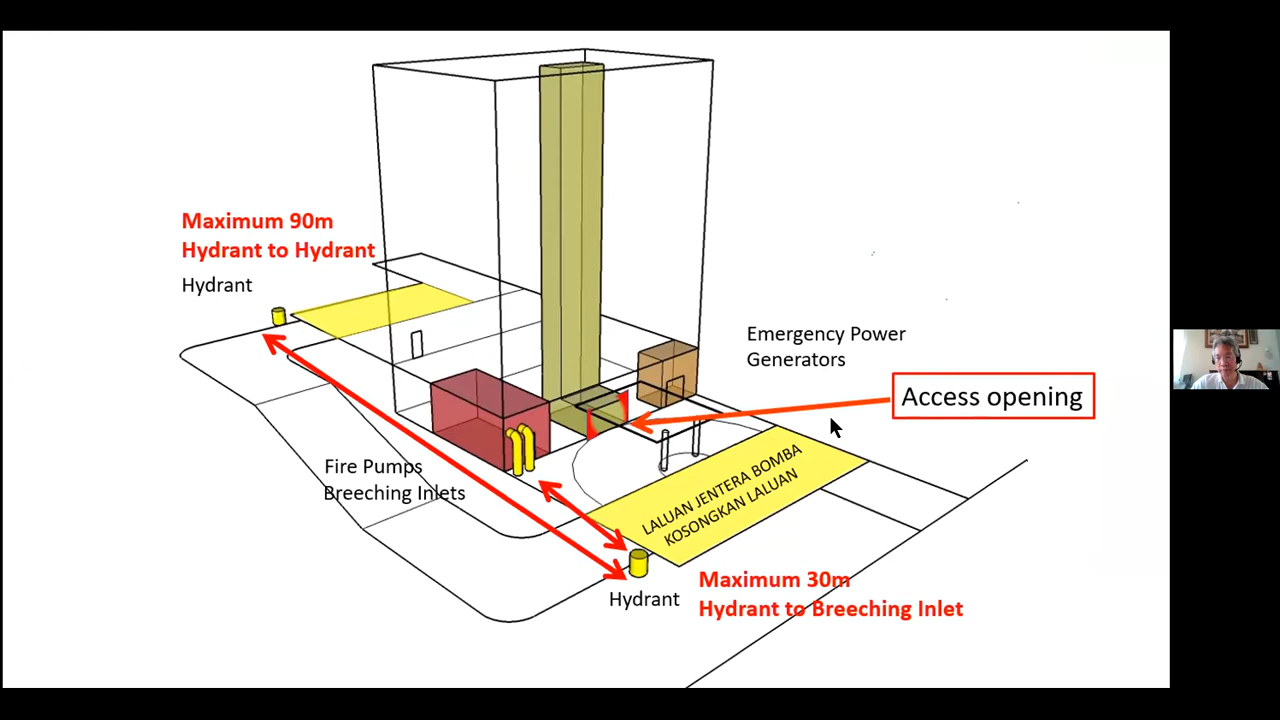 Maximum 90m
Hydrant to Hydrant
Hydrant
Emergency Power
Generators
Access opening
Fire Pumps
Breeching Inlets
LALUAN JENTERA BOMBA
KOSONGKAN LALUAN
Hydrant
Maximum 30m
Hydrant to Breeching Inlet